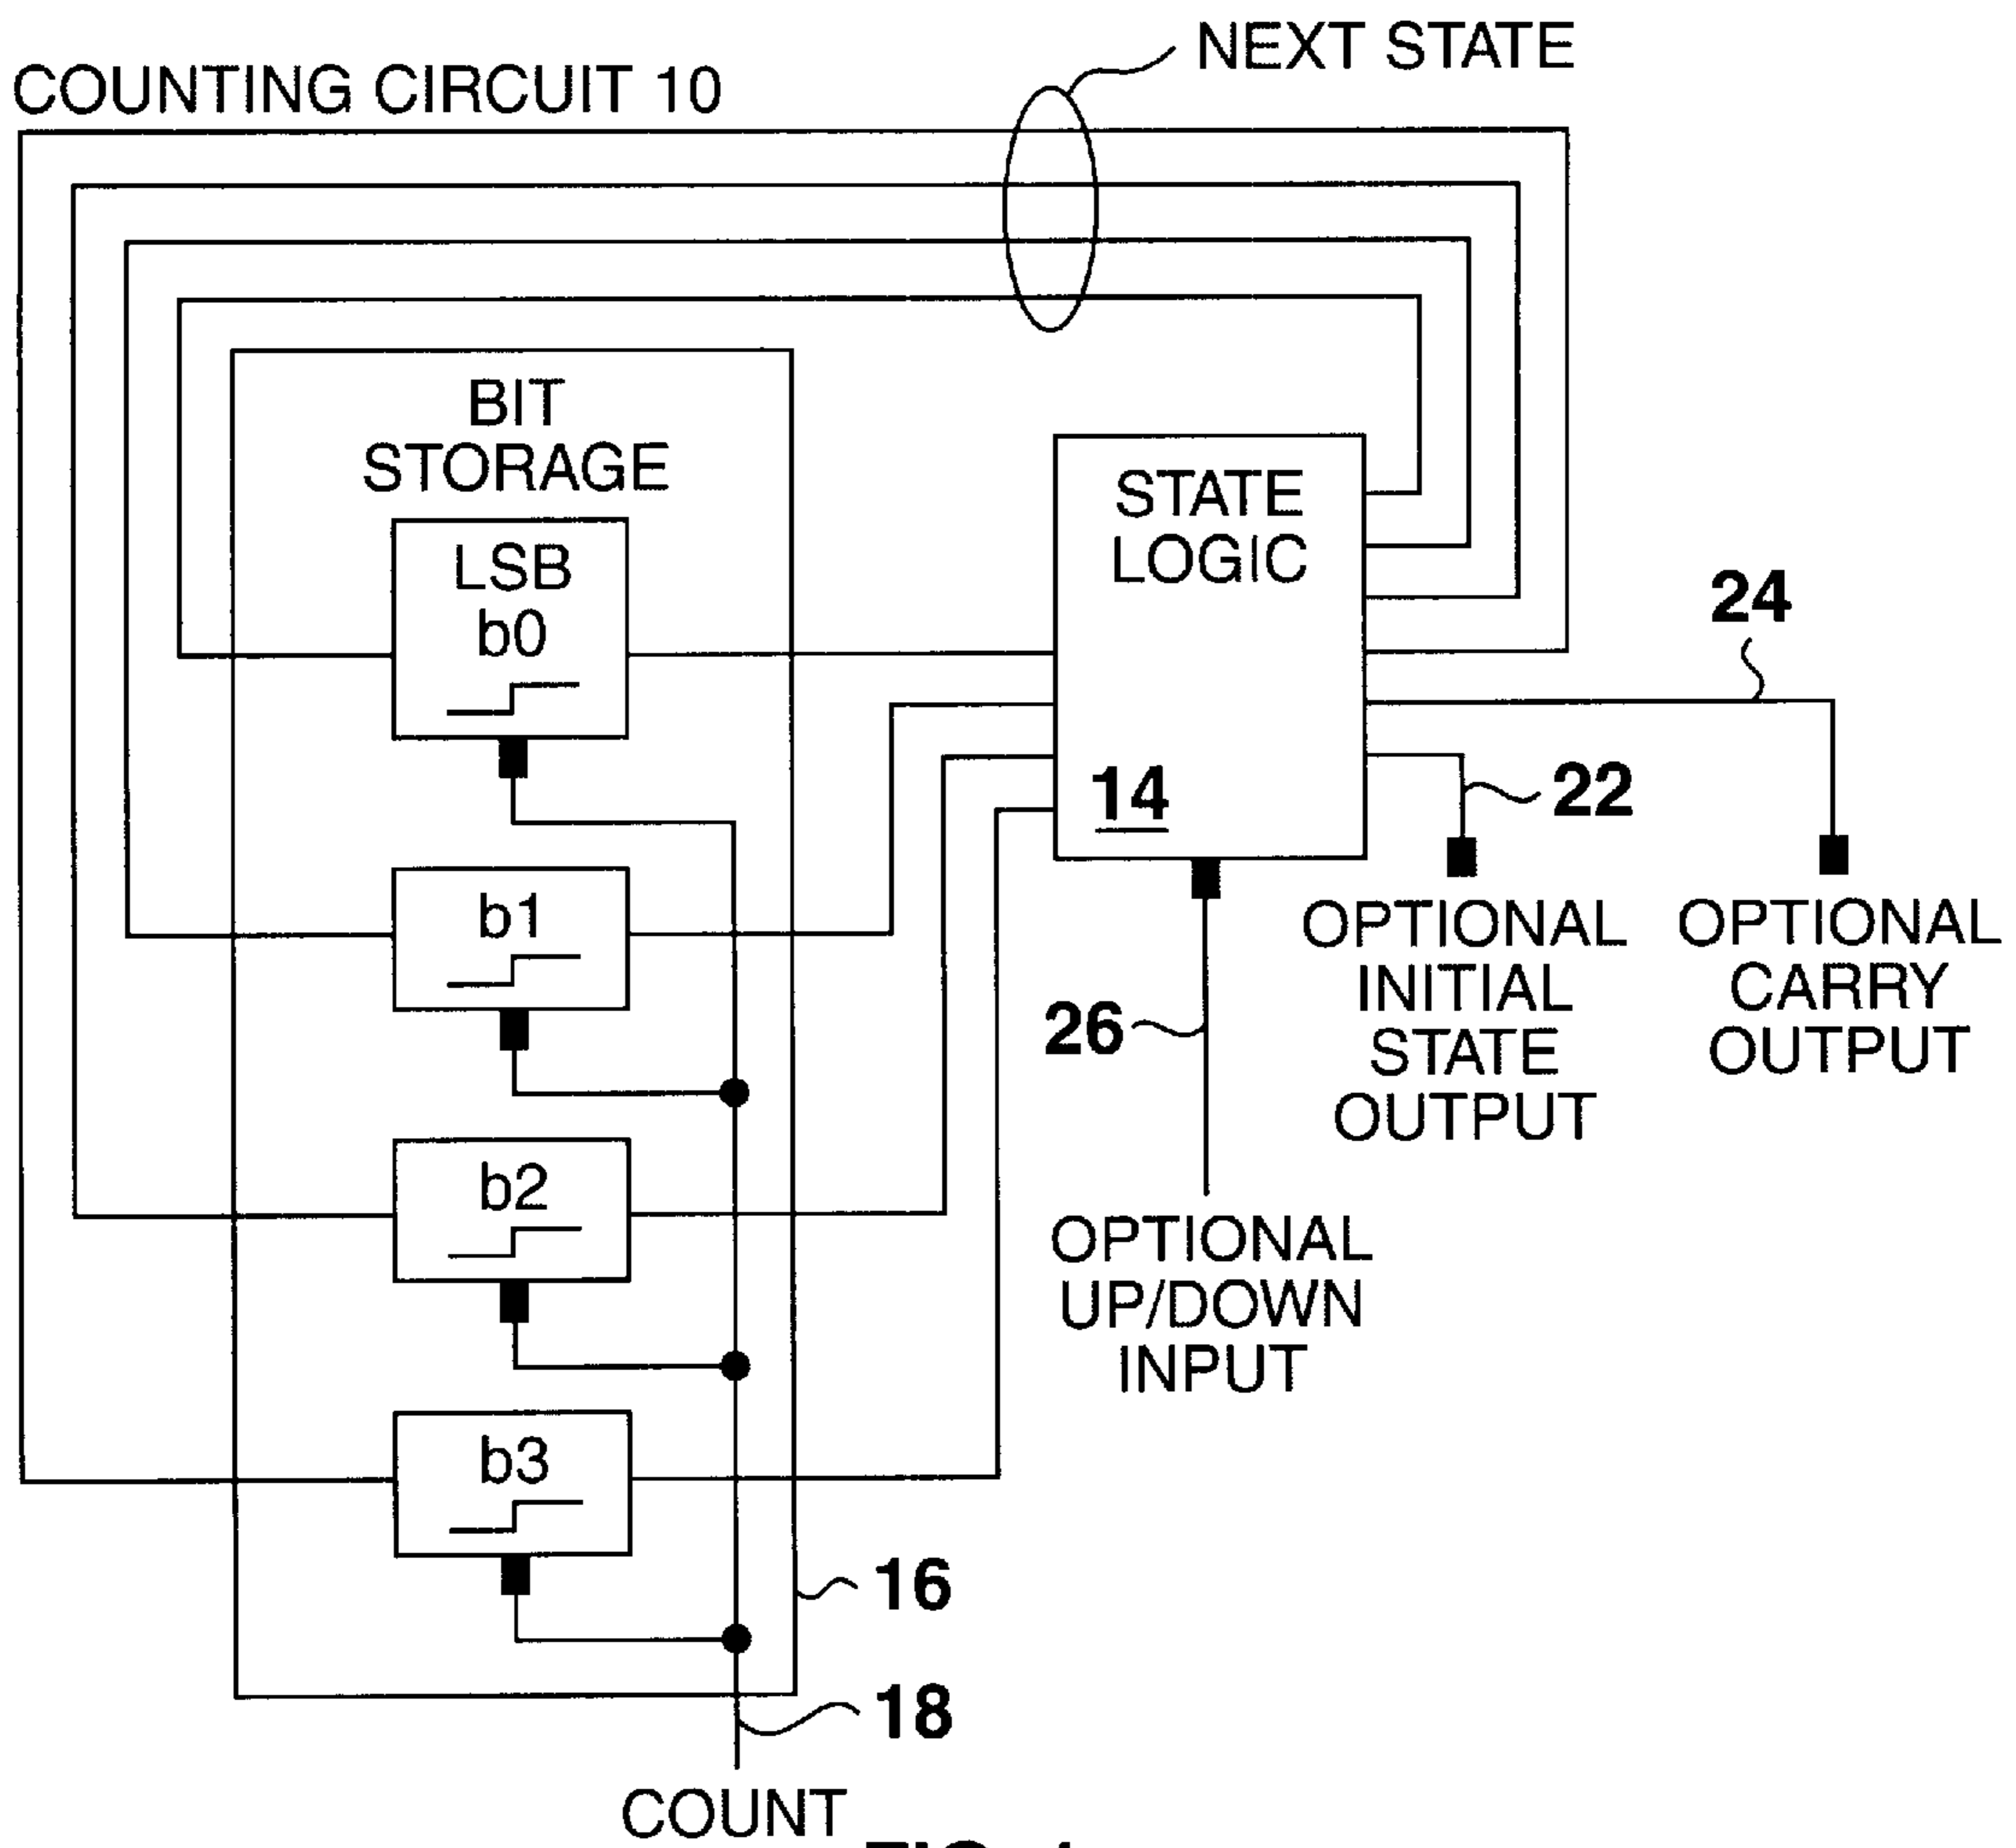 NEXT STATE
COUNTING CIRCUIT 10
BIT
STORAGE
LSB
b0
STATE
LOGIC
14
24
22
b1
OPTIONAL
INITIAL
STATE
OUTPUT
OPTIONAL
CARRY
OUTPUT
26
b2
OPTIONAL
UP/DOWN
INPUT
b3
16
18
COUNT